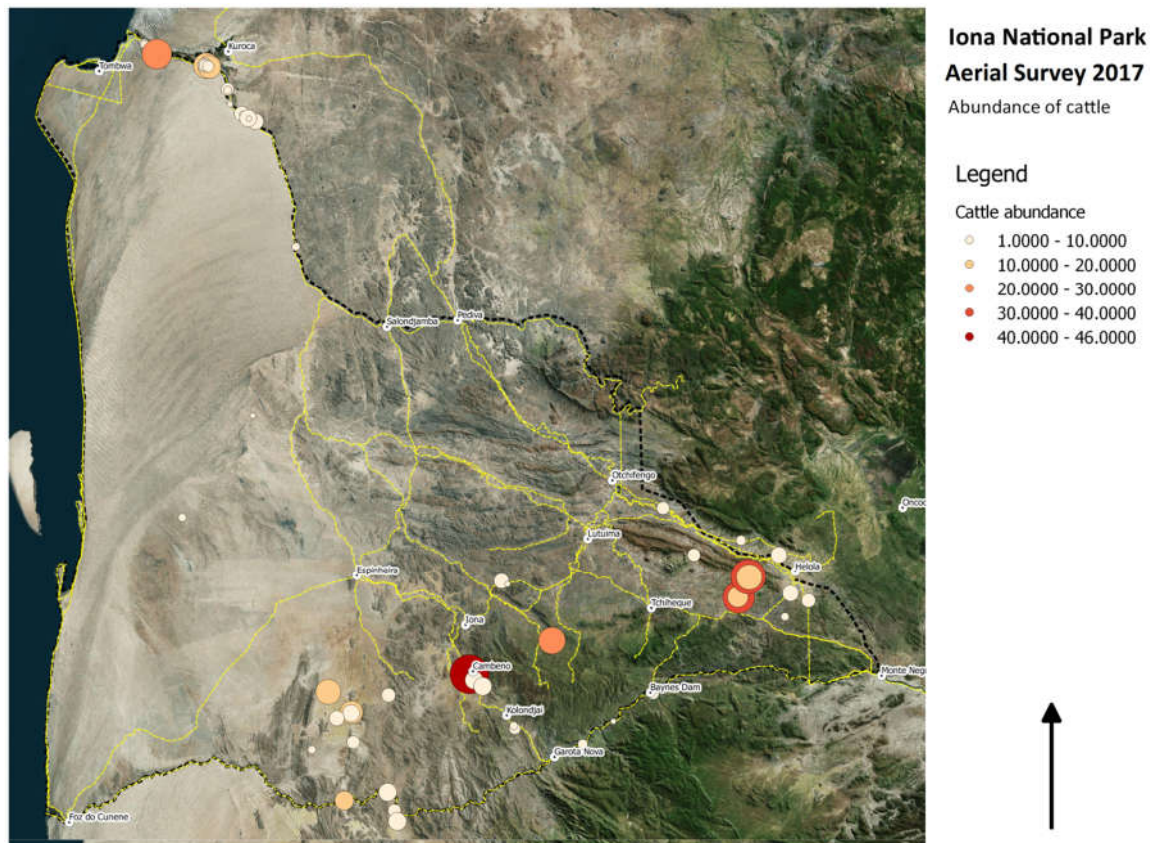 Iona National Park
Aerial Survey 2017
Abundance of cattle
Legend
Cattle abundance
1.0000 - 10.0000
10.0000 - 20.0000
20.0000 - 30.0000
30.0000 - 40.0000
40.0000 - 46.0000
Kuroca
Tombwa
Salondjamba
Pediva
Otchifengo
Oncoc
Lutuima
Espinheira
Helola
Tchiheque
Iona
Cambeno
Monte Negr
Baynes Dam
Kolondjai
Garota Nova
Foz do Cunene